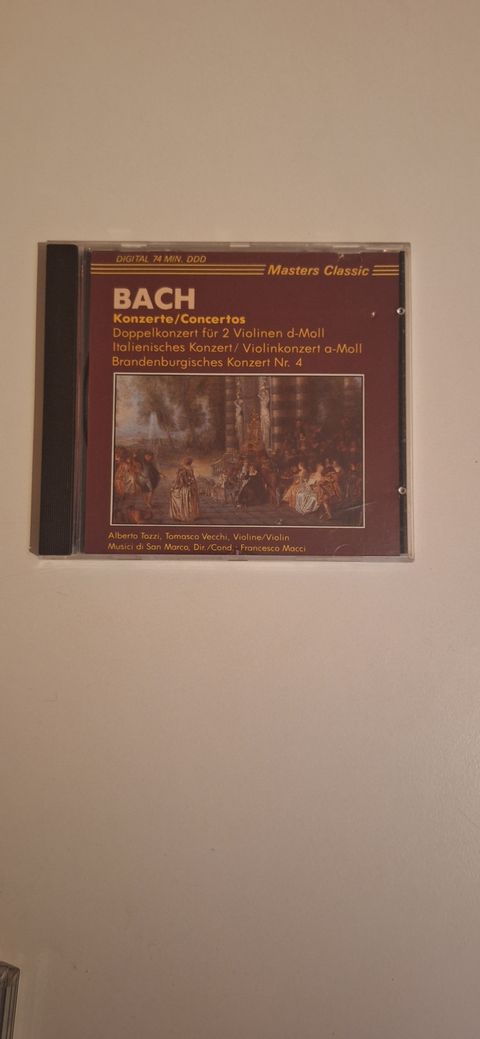 DIGITAL 74 MIN. DDD
Masters Classic
BACH
Konzerte/Concertos
Doppelkonzert für 2 Violinen d-Moll
Italienisches Konzert/ Violinkonzert a-Moll
Brandenburgisches Konzert Nr. 4
Alberto Tozzi, Tomasco Vecchi, Violine/Violin
Musici di San Marco, Dir./Cond.: Francesco Macci